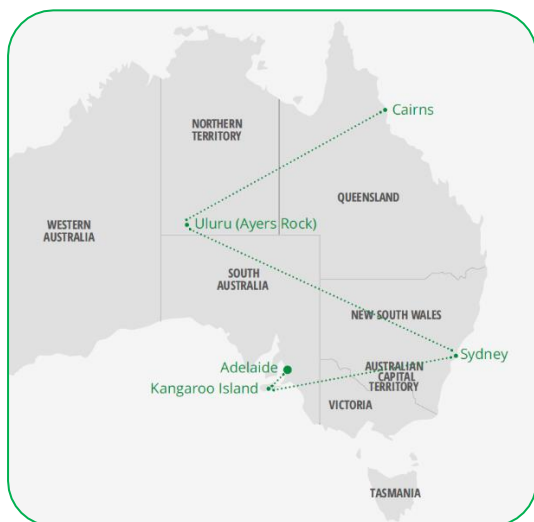 Cairns
NORTHERN
TERRITORY
QUEENSLAND
Uluru (Ayers Rock)
WESTERN
AUSTRALIA
SOUTH
AUSTRALIA
NEW SOUTH WALES
Sydney
Adelaide
AUSTRALIAN
CAPITAL
TERRITORY
Kangaroo Island
VICTORIA
TASMANIA